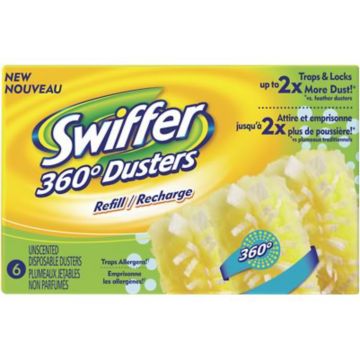 NEW
NOUVEAU
Traps & Locks
up to 2x More Dust!*
*vs. feather dusters
Attire et emprisonne
jusqu'à 2x plus de poussière!*
*vs plumeaux traditionnels
Swiffer
360° Dusters
Refill / Recharge
360°
6
UNSCENTED
DISPOSABLE DUSTERS
PLUMEAUX JETABLES
NON PARFUMÉS
Traps Allergens!*
Emprisonne
les allergènes!*